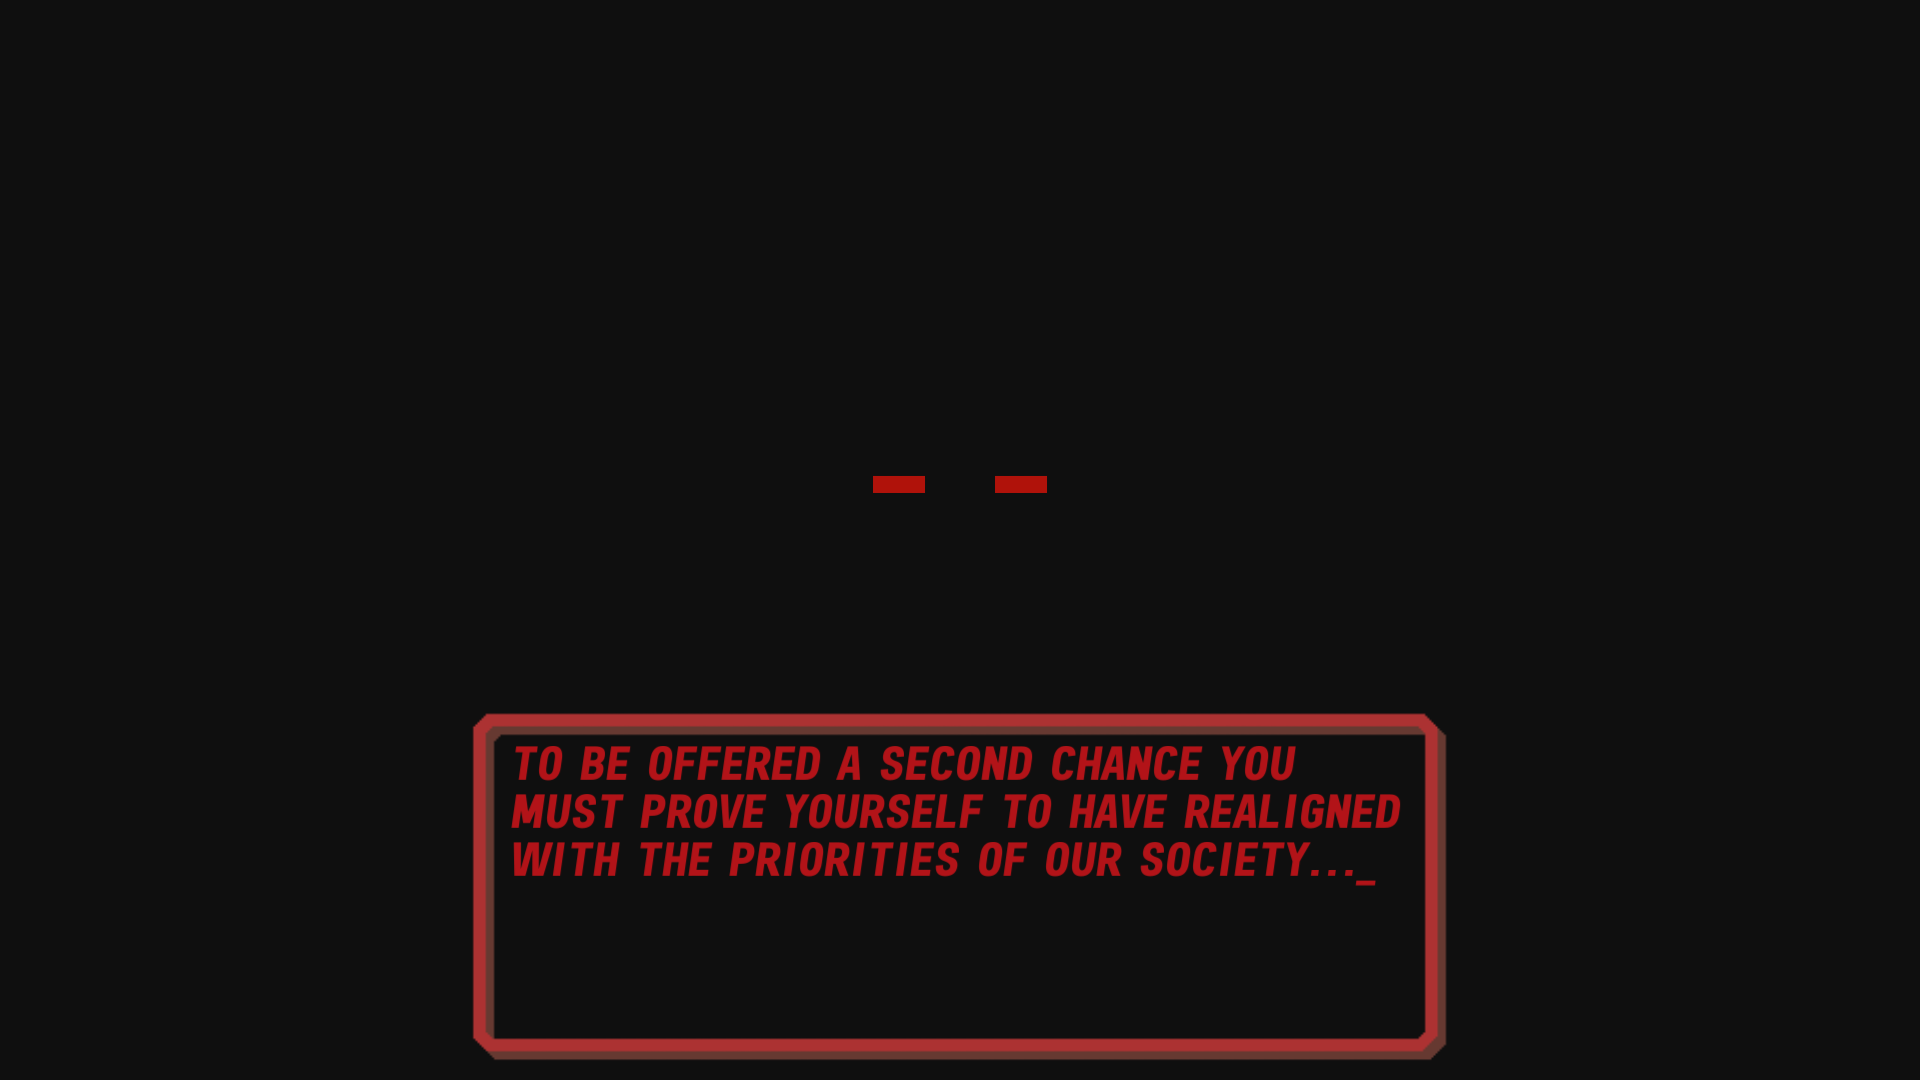 TO BE OFFERED A SECOND CHANCE YOU
MUST PROVE YOURSELF TO HAVE REALIGNED
WITH THE PRIORITIES OF OUR SOCIETY..._